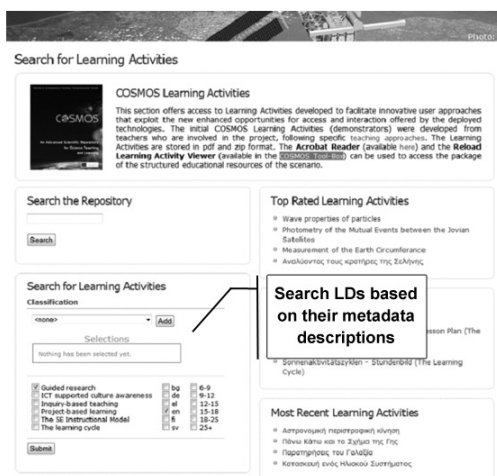 Photo:
Search for Learning Activities
COSMOS
An Advanced Scientific Repository
for Science Teaching
and Learning
COSMOS Learning Activities
This section offers access to Learning Activities developed to facilitate innovative user approaches
that exploit the new enhanced opportunities for access and interaction offered by the deployed
technologies. The initial COSMOS Learning Activities (demonstrators) were developed from
teachers who are involved in the project, following specific teaching approaches. The Learning
Activities are stored in pdf and zip format. The Acrobat Reader (available here) and the Reload
Learning Activity Viewer (available in the COSMOS Tool-Box) can be used to access the package
of the structured educational resources of the scenario.
Search the Repository
Search
Top Rated Learning Activities
Wave properties of particles
Photometry of the Mutual Events between the Jovian
Satellites
Measurement of the Earth Circumferance
Αναλύοντας τους κρατήρες της Σελήνης
Search for Learning Activities
Classification
<none>
Add
Selections
Nothing has been selected yet.
Guided research
ICT supported culture awareness
Inquiry-based teaching
Project-based learning
The 5E Instructional Model
The learning cycle
bg
de
el
en
fi
sv
6-9
9-12
12-15
15-18
18-25
25+
Submit
Search LDs based
on their metadata
descriptions
sson Plan (The
Sonnenaktivitätszyklen - Stundenbild (The Learning
Cycle)
Most Recent Learning Activities
Αστρονομική περιστροφική κίνηση
Πάνω Κάτω και το Σχήμα της Γης
Παρατηρήσεις του Γαλαξία
Κατασκευή ενός Ηλιακού Συστήματος